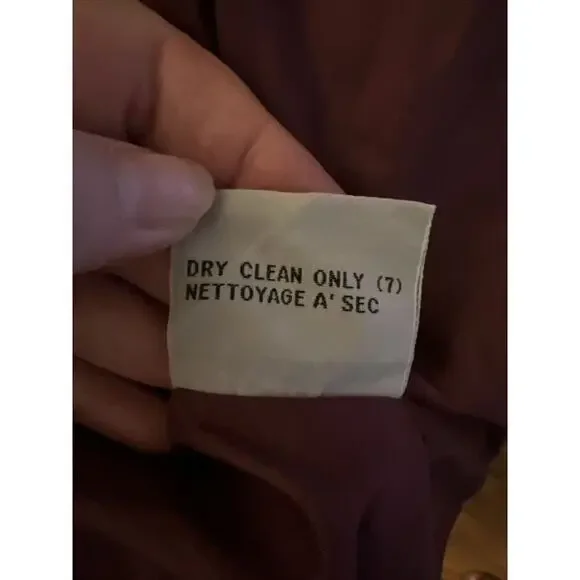 DRY CLEAN ONLY (7)
NETTOYAGE A' SEC